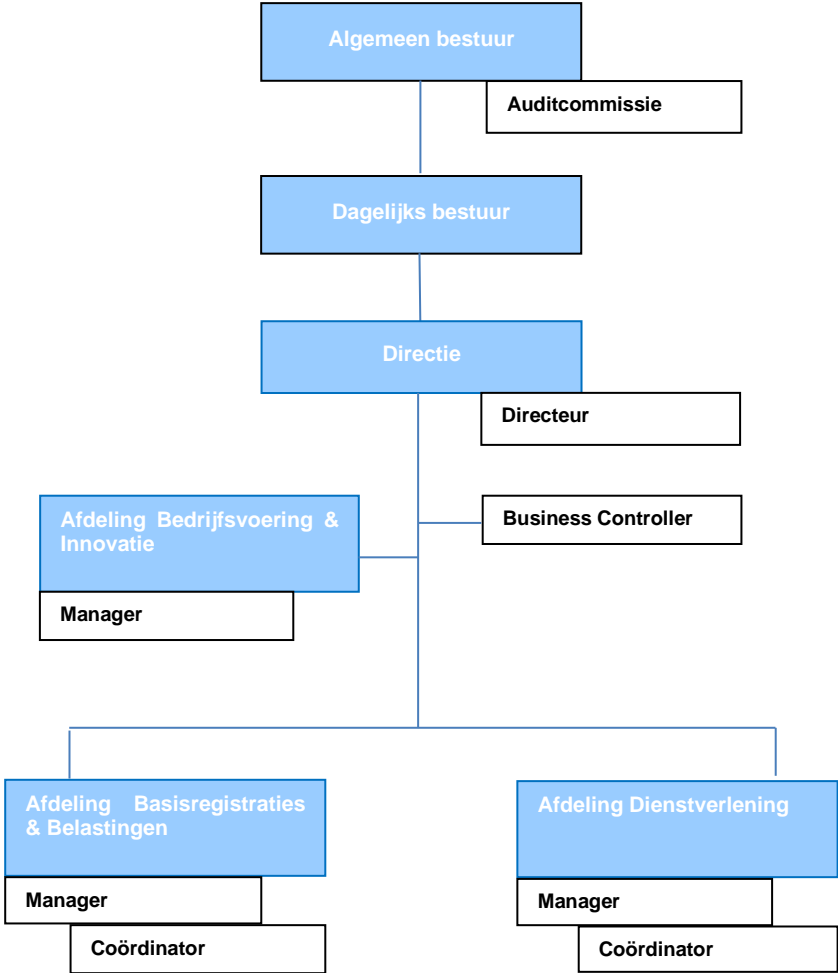 Algemeen bestuur
Auditcommissie
Dagelijks bestuur
Directie
Directeur
Afdeling Bedrijfsvoering &
Innovatie
Business Controller
Manager
Afdeling Basisregistraties
& Belastingen
Afdeling Dienstverlening
Manager
Manager
Coördinator
Coördinator